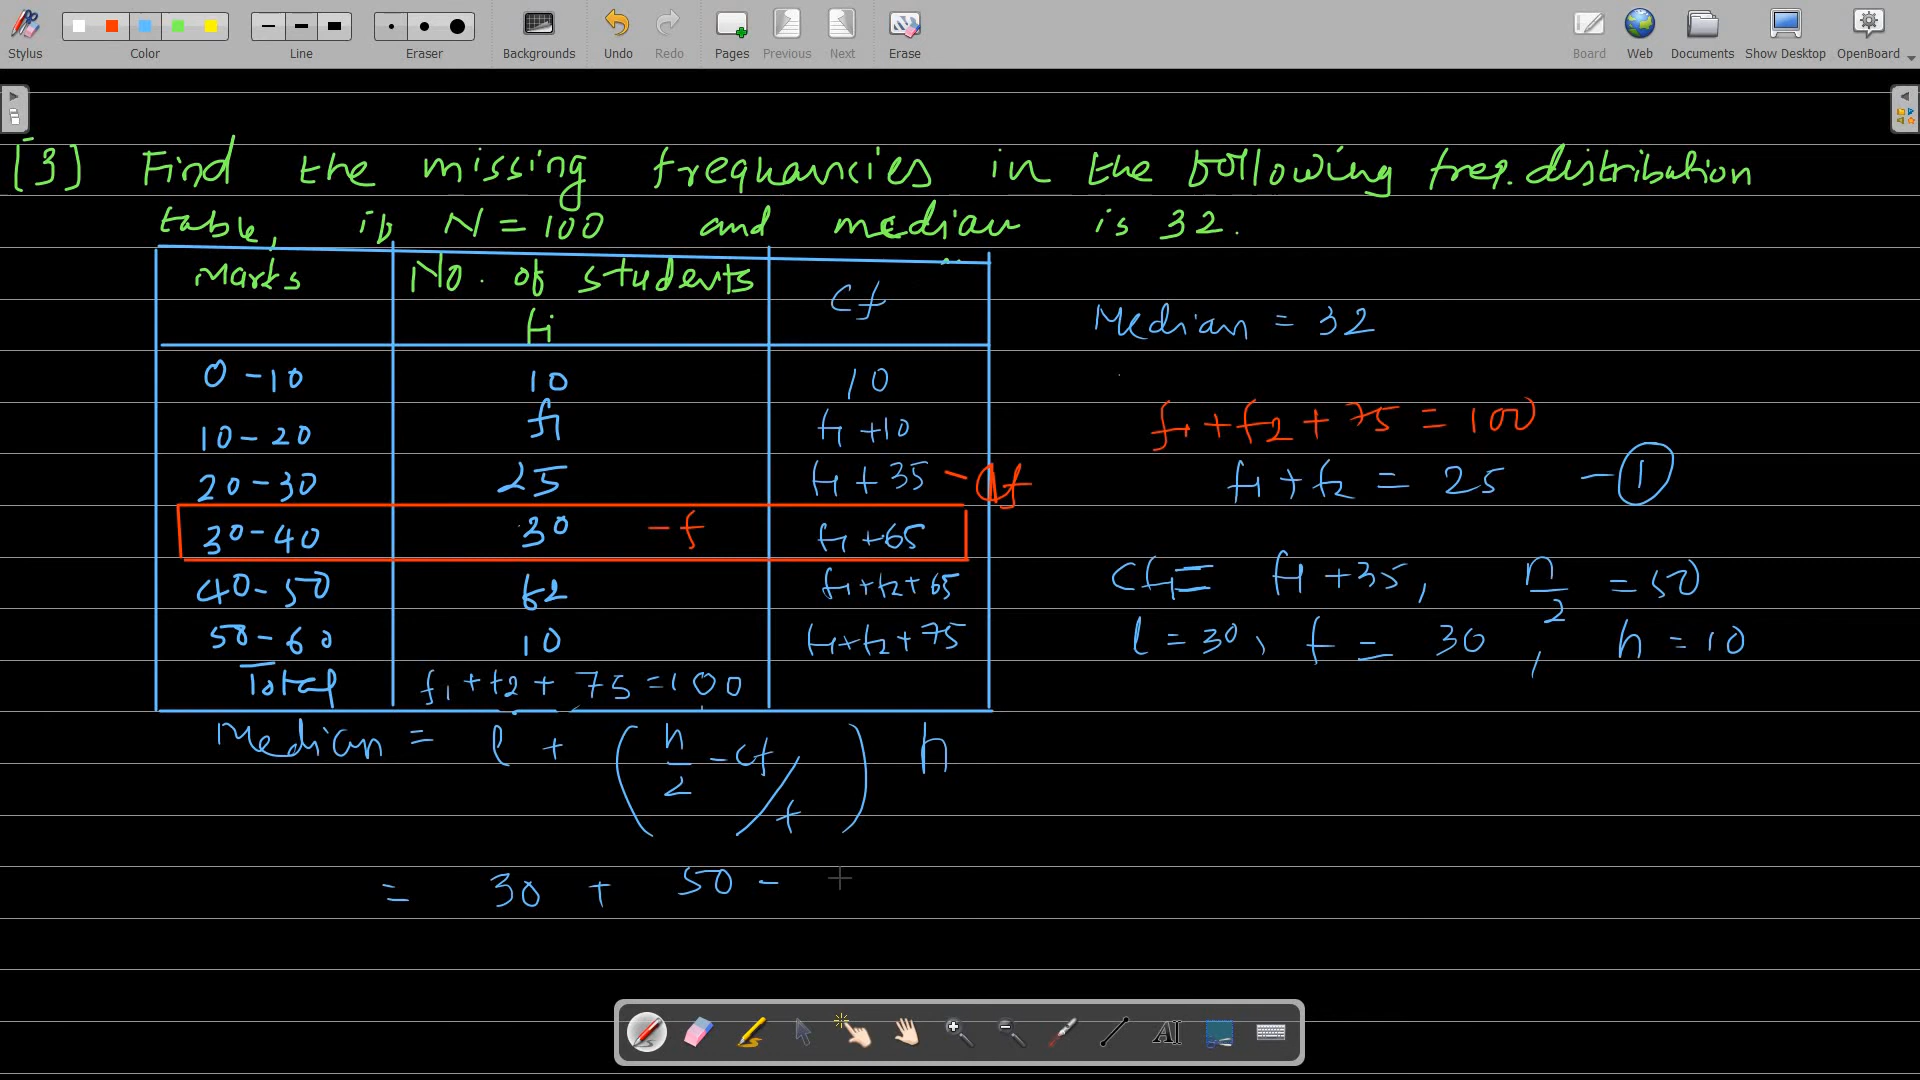 Stylus Color Line Eraser Backgrounds Undo Redo Pages Previous Next Erase Board Web Documents Show Desktop OpenBoard
[3] Find the missing frequancies in the following freq. distribution
table, if N = 100 and median is 32.
Marks No. of students fi Cf
0-10 10 10
10-20 f1 f1+10
20-30 25 f1+35 - Cf
30-40 30 - f f1+65
40-50 f2 f1+f2+65
50-60 10 f1+f2+75
Total f1+f2+75=100
Median = l + (n/2 - cf / f) h
= 30 + 50 -
Median = 32
f1+f2+75 = 100
f1+f2 = 25 - ①
Cf = f1+35, n/2 = 50
l = 30, f = 30, h = 10
AI